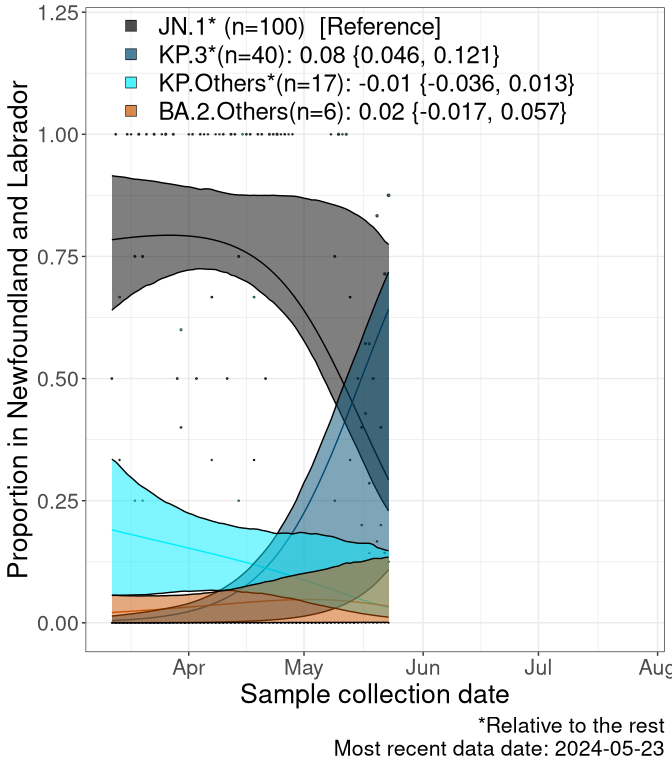 1.25
JN.1* (n=100)  [Reference]
KP.3*(n=40): 0.08 {0.046, 0.121}
KP.Others*(n=17): -0.01 {-0.036, 0.013}
BA.2.Others(n=6): 0.02 {-0.017, 0.057}
1.00
0.75
0.50
0.25
0.00
Proportion in Newfoundland and Labrador
Apr May Jun Jul Aug
Sample collection date
*Relative to the rest
Most recent data date: 2024-05-23